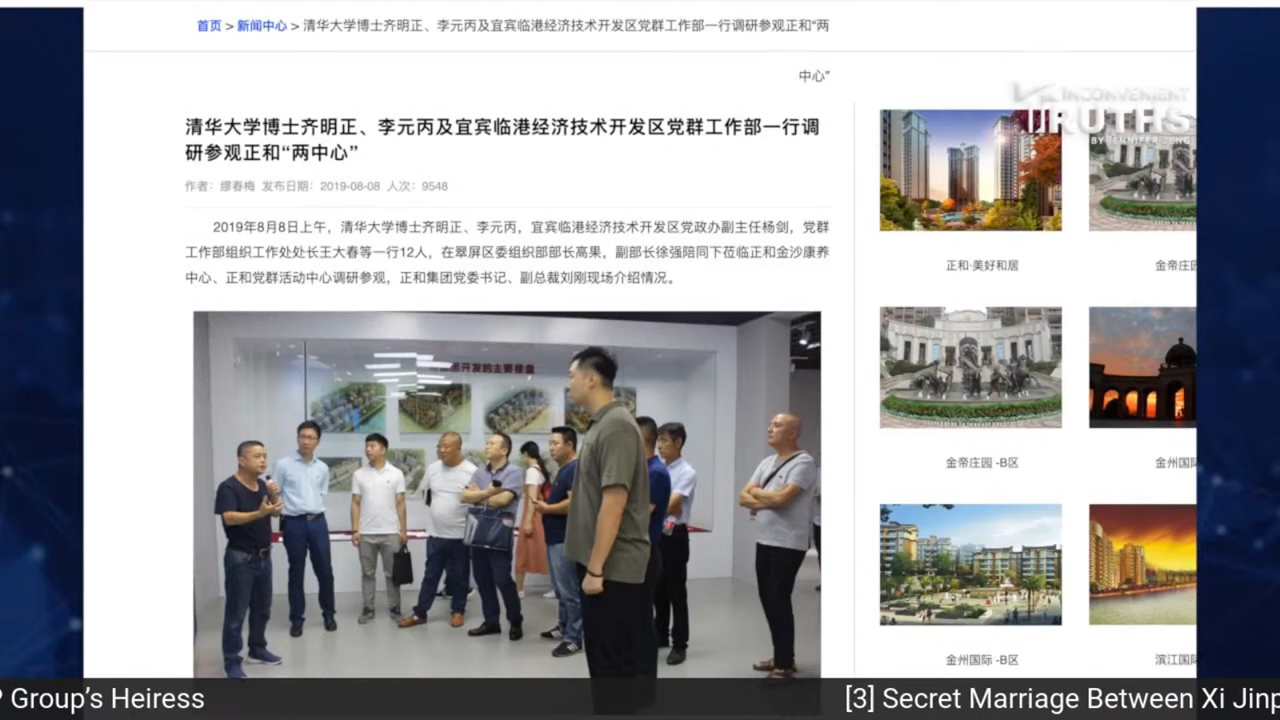 首页 > 新闻中心 > 清华大学博士齐明正、李元丙及宜宾临港经济技术开发区党群工作部一行调研参观正和“两
中心”
INCONVENIENT
TRUTHS
BY JENNIFER ZENG
清华大学博士齐明正、李元丙及宜宾临港经济技术开发区党群工作部一行调
研参观正和“两中心”
作者：缪春梅 发布日期：2019-08-08 人次：9548
2019年8月8日上午，清华大学博士齐明正、李元丙，宜宾临港经济技术开发区党政办副主任杨剑，党群
工作部组织工作处处长王大春等一行12人，在翠屏区委组织部部长高果，副部长徐强陪同下莅临正和金沙康养
中心、正和党群活动中心调研参观，正和集团党委书记、副总裁刘刚现场介绍情况。
开发的主要楼盘
正和·美好和居
金帝庄园
金帝庄园 -B区
金州国际
金州国际 -B区
滨江国际
Group’s Heiress
[3] Secret Marriage Between Xi Jinp